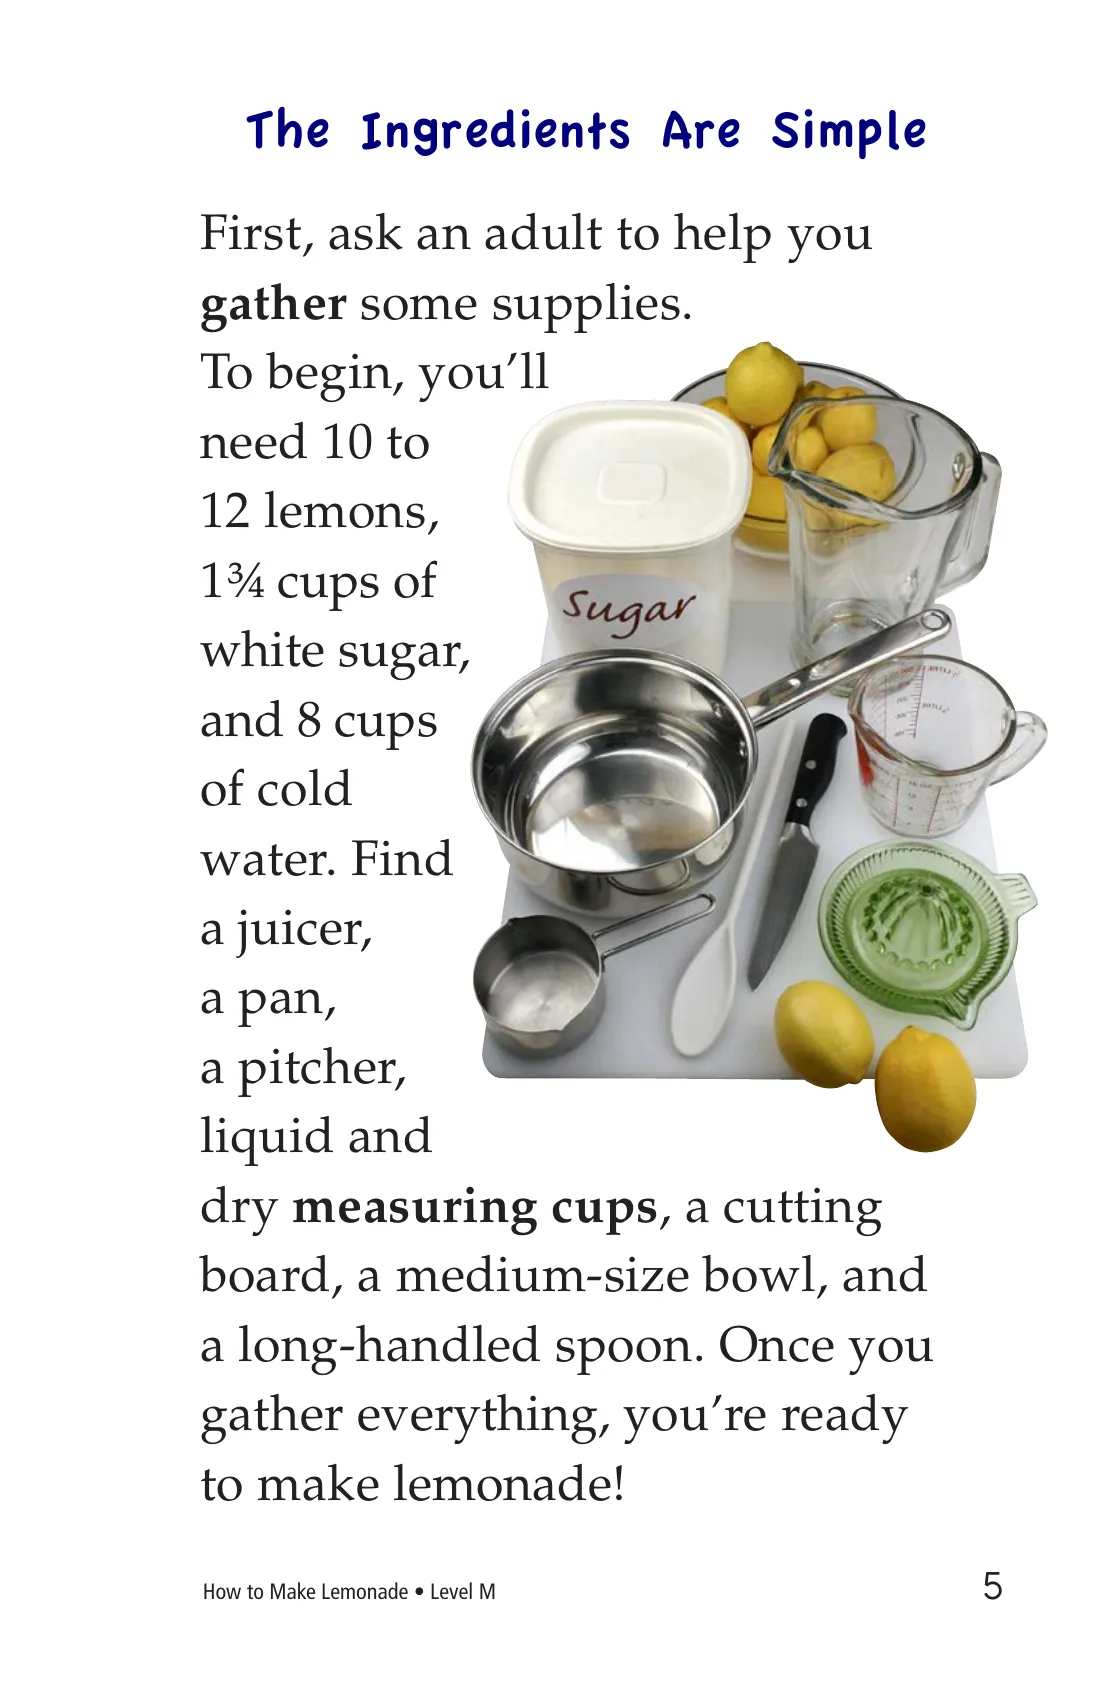 The Ingredients Are Simple
First, ask an adult to help you
gather some supplies.
To begin, you’ll
need 10 to
12 lemons,
1¾ cups of
white sugar,
and 8 cups
of cold
water. Find
a juicer,
a pan,
a pitcher,
liquid and
dry measuring cups, a cutting
board, a medium-size bowl, and
a long-handled spoon. Once you
gather everything, you’re ready
to make lemonade!
Sugar
How to Make Lemonade • Level M
5